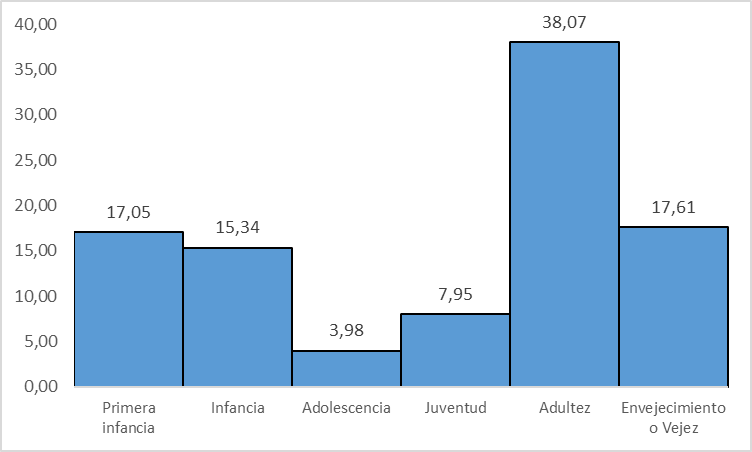 40,00
35,00
30,00
25,00
20,00
15,00
10,00
5,00
0,00
17,05
15,34
3,98
7,95
38,07
17,61
Primera
infancia
Infancia
Adolescencia
Juventud
Adultez
Envejecimiento
o Vejez